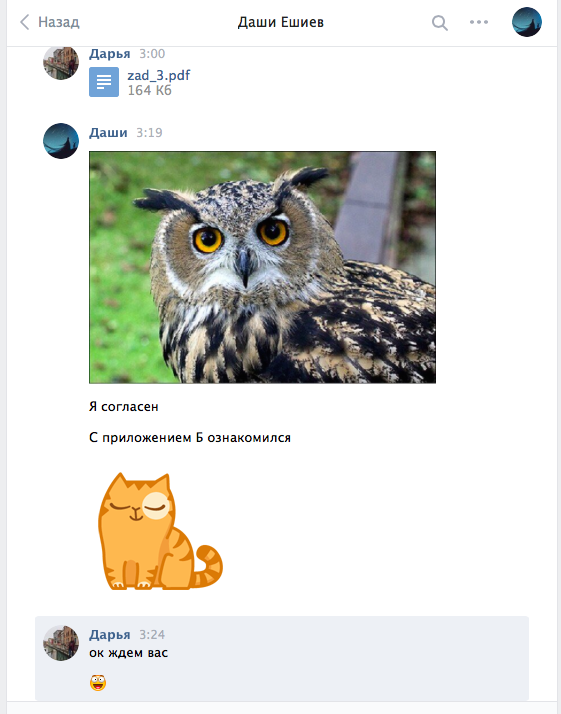 Назад
Даши Ешиев
Дарья 3:00
zad_3.pdf
164 Кб
Даши 3:19
Я согласен
С приложением Б ознакомился
Дарья 3:24
ок ждем вас